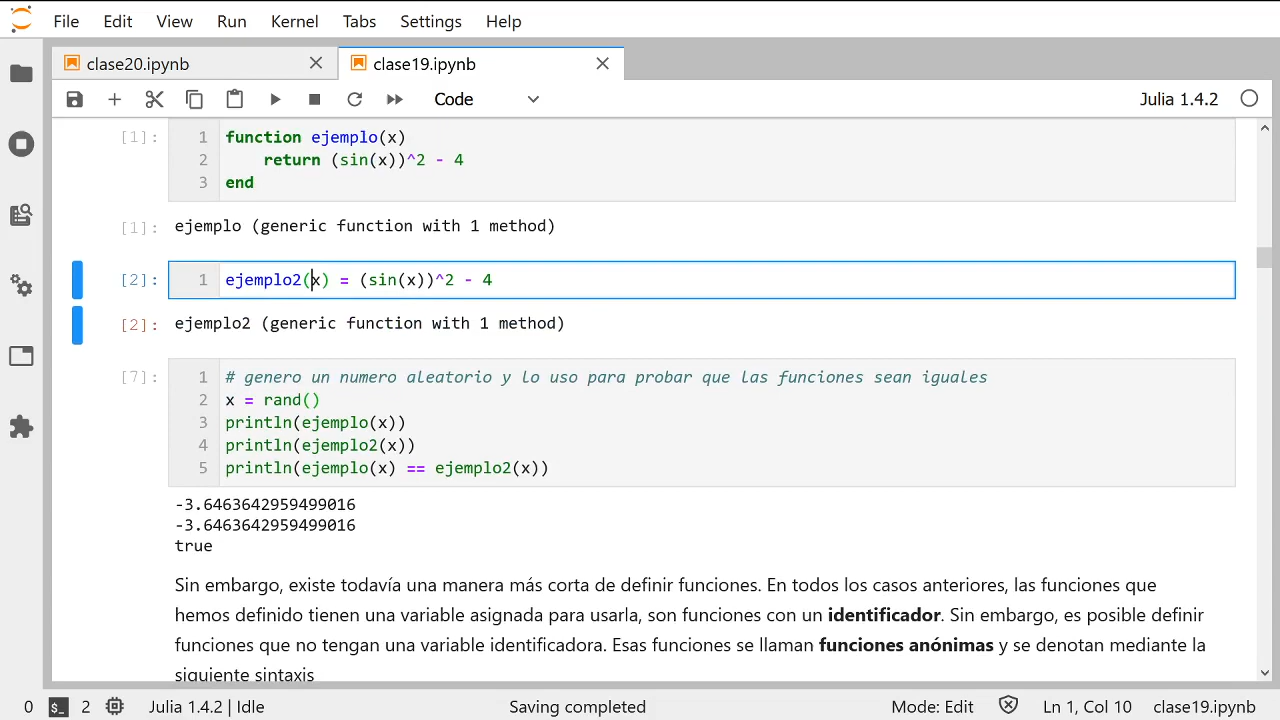 File Edit View Run Kernel Tabs Settings Help
clase20.ipynb clase19.ipynb
Code Julia 1.4.2
[1]: 1 function ejemplo(x)
2 return (sin(x))^2 - 4
3 end
[1]: ejemplo (generic function with 1 method)
[2]: 1 ejemplo2(x) = (sin(x))^2 - 4
[2]: ejemplo2 (generic function with 1 method)
[7]: 1 # genero un numero aleatorio y lo uso para probar que las funciones sean iguales
2 x = rand()
3 println(ejemplo(x))
4 println(ejemplo2(x))
5 println(ejemplo(x) == ejemplo2(x))
-3.6463642959499016
-3.6463642959499016
true
Sin embargo, existe todavía una manera más corta de definir funciones. En todos los casos anteriores, las funciones que
hemos definido tienen una variable asignada para usarla, son funciones con un identificador. Sin embargo, es posible definir
funciones que no tengan una variable identificadora. Esas funciones se llaman funciones anónimas y se denotan mediante la
siguiente sintaxis
0 $_ 2 Julia 1.4.2 | Idle Saving completed Mode: Edit Ln 1, Col 10 clase19.ipynb